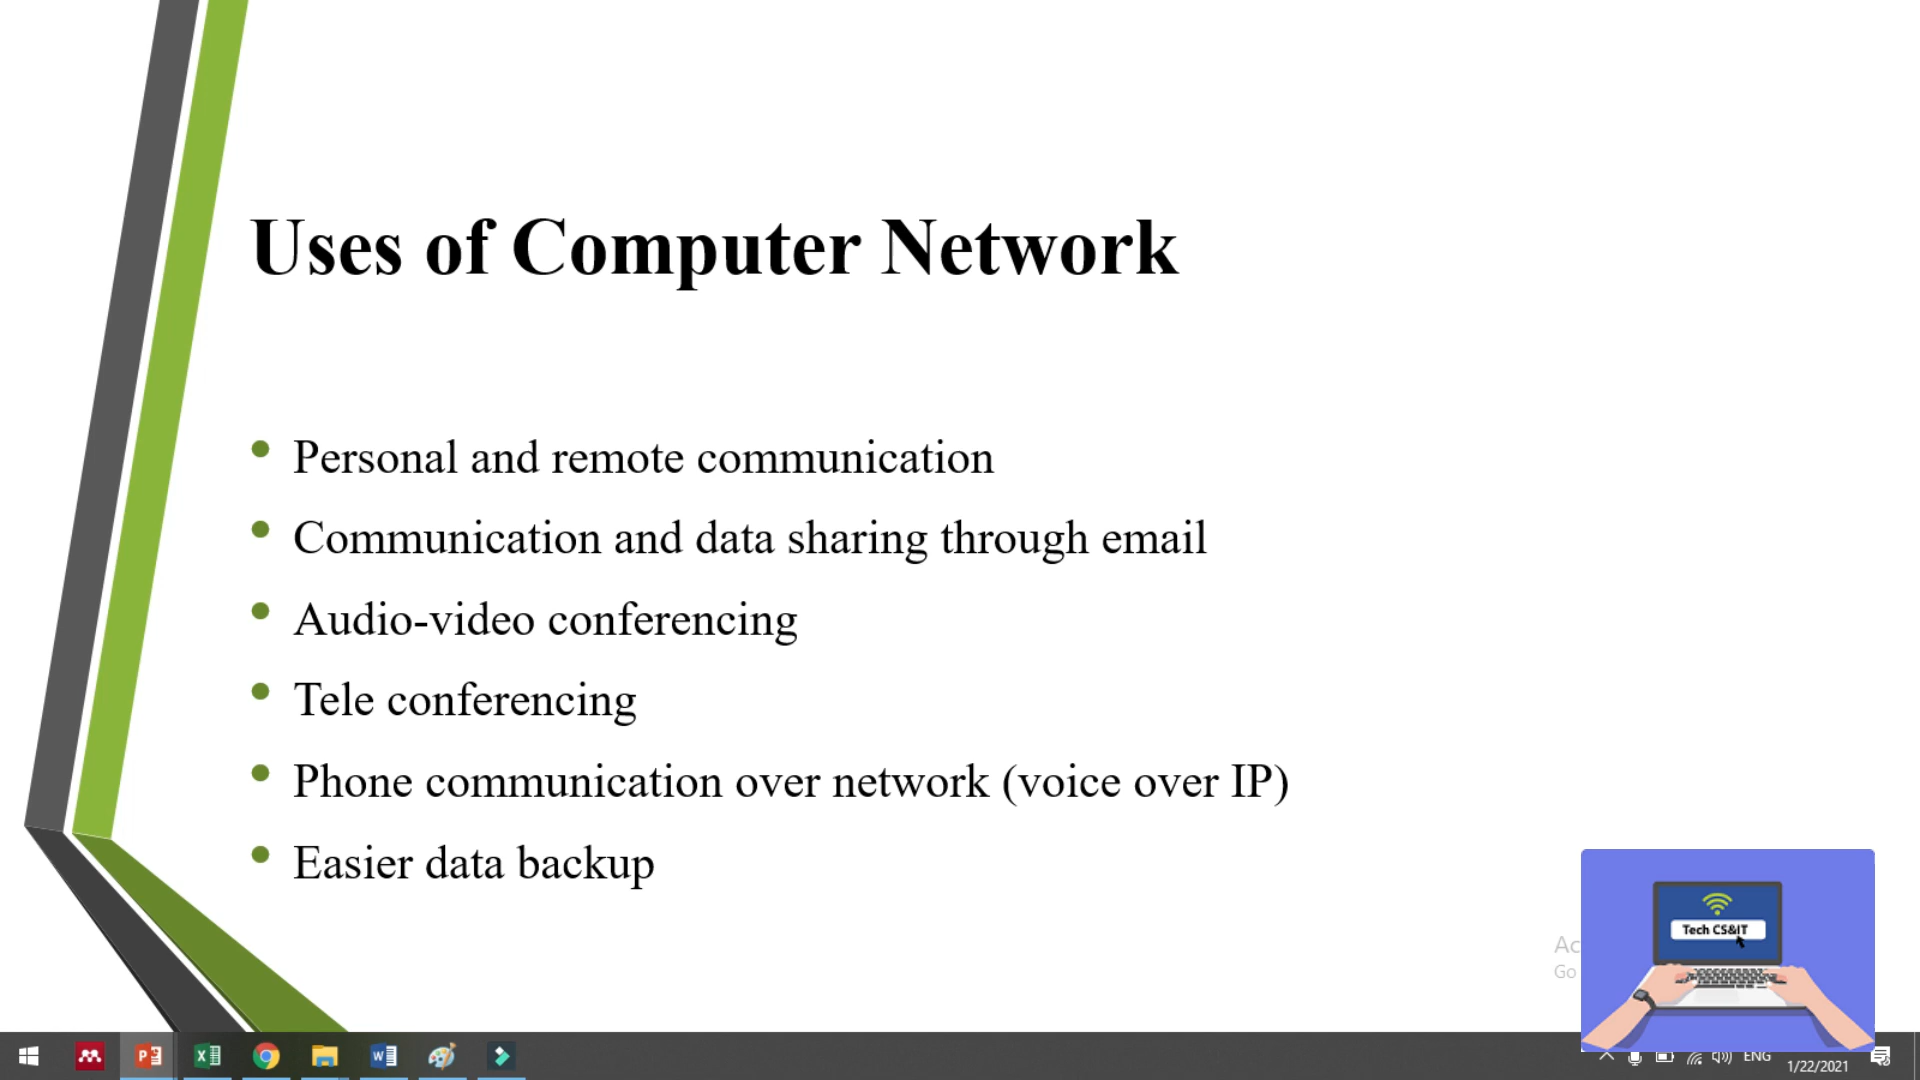 Uses of Computer Network
Personal and remote communication
Communication and data sharing through email
Audio-video conferencing
Tele conferencing
Phone communication over network (voice over IP)
Easier data backup
Tech CS&IT
Go
ENG
1/22/2021